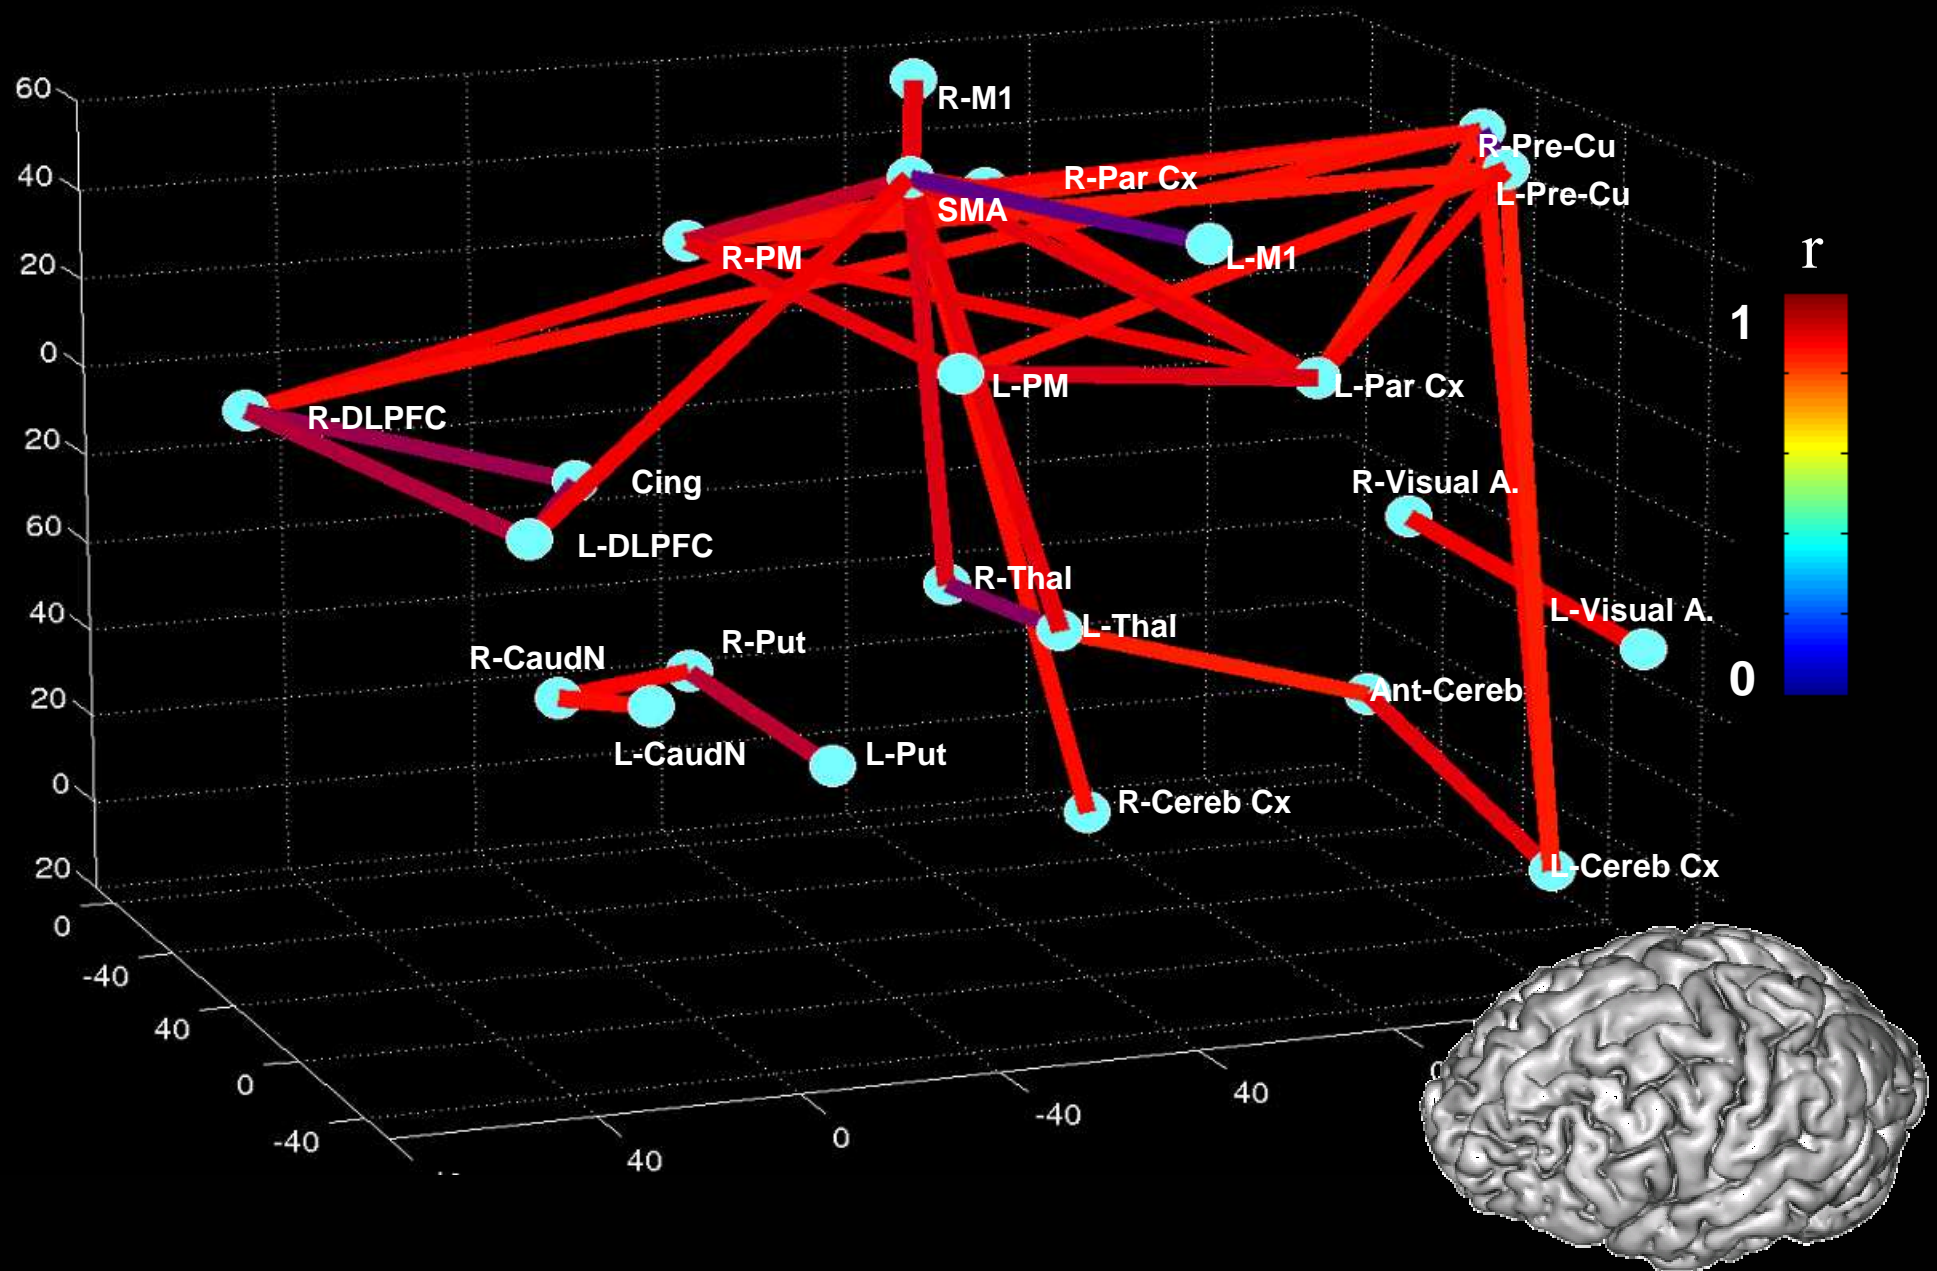 60
R-M1
R-Pre-Cu
40
R-Par Cx
L-Pre-Cu
SMA
R-PM
L-M1
r
20
1
0
L-PM
L-Par Cx
R-DLPFC
20
Cing
R-Visual A.
60
L-DLPFC
R-Thal
40
L-Thal
L-Visual A.
R-Put
R-CaudN
0
20
Ant-Cereb
L-CaudN
L-Put
0
R-Cereb Cx
20
L-Cereb Cx
0
-40
40
0
-40
40
0
-40
40